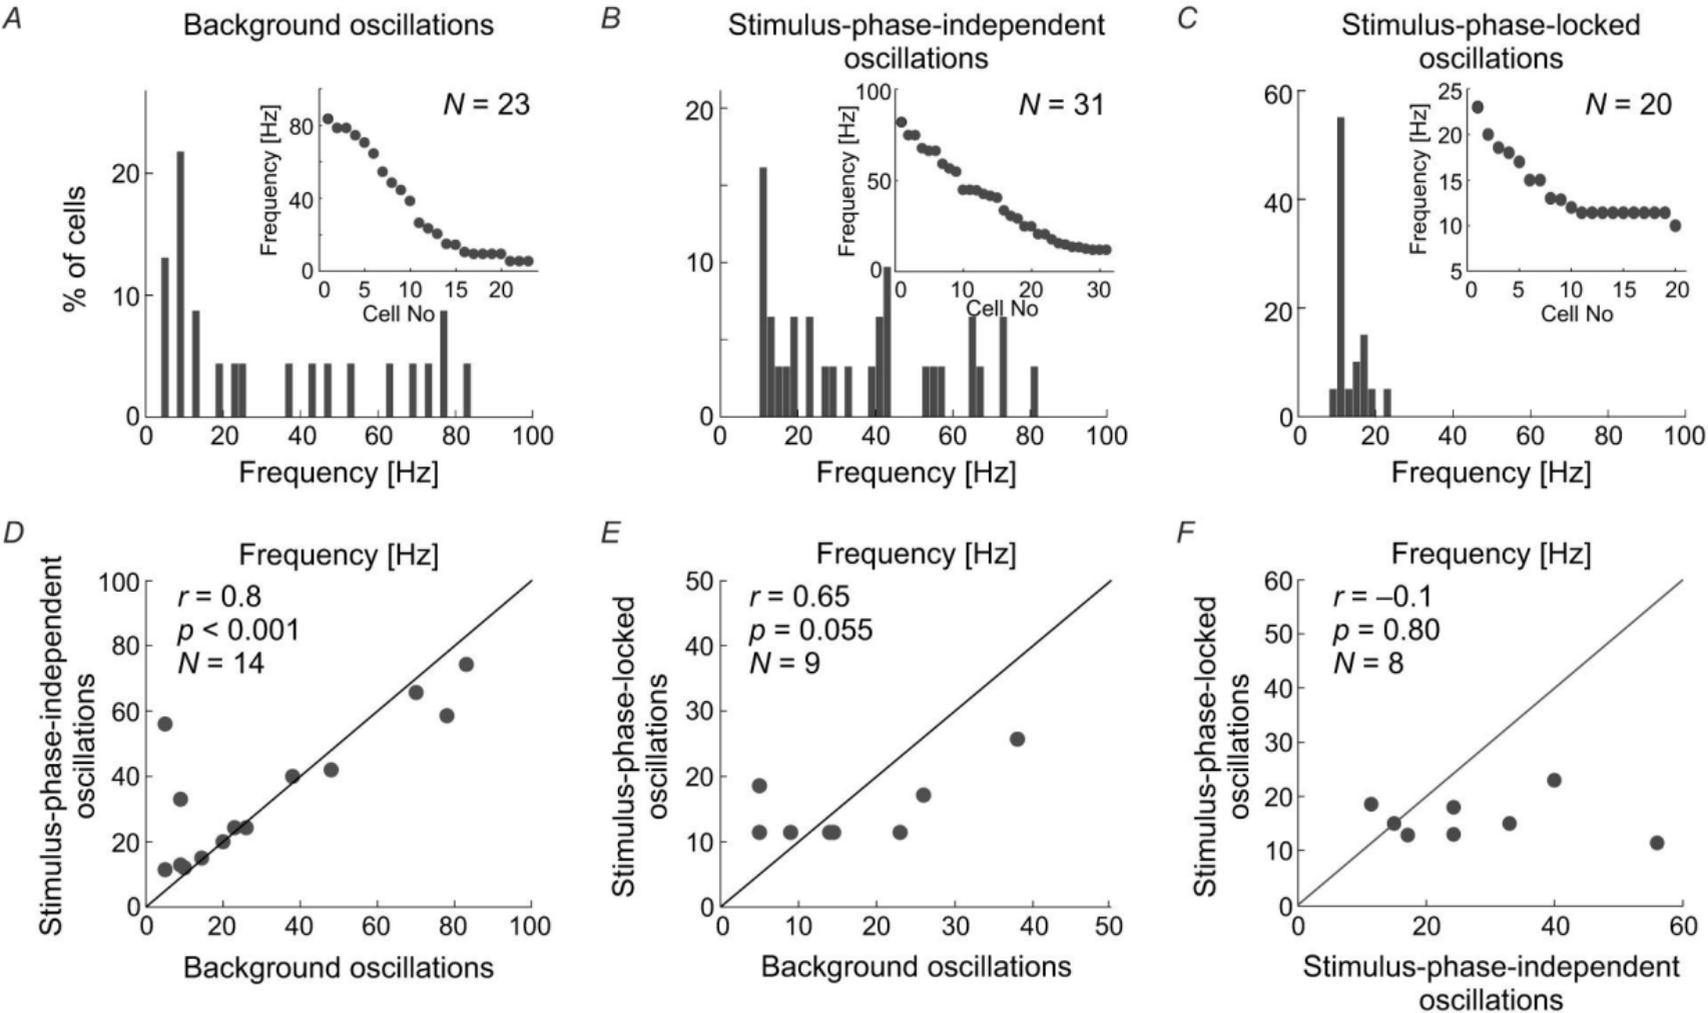 A
Background oscillations
N = 23
% of cells
20
10
0
0 20 40 60 80 100
Frequency [Hz]
Frequency [Hz]
80
40
0
0 5 10 15 20
Cell No
B
Stimulus-phase-independent
oscillations
N = 31
20
10
0
0 20 40 60 80 100
Frequency [Hz]
Frequency [Hz]
100
50
0
0 10 20 30
Cell No
C
Stimulus-phase-locked
oscillations
N = 20
60
40
20
0
0 20 40 60 80 100
Frequency [Hz]
Frequency [Hz]
25
20
15
10
5
0 5 10 15 20
Cell No
D
Frequency [Hz]
r = 0.8
p < 0.001
N = 14
Stimulus-phase-independent
oscillations
100
80
60
40
20
0
0 20 40 60 80 100
Background oscillations
E
Frequency [Hz]
r = 0.65
p = 0.055
N = 9
Stimulus-phase-locked
oscillations
50
40
30
20
10
0
0 10 20 30 40 50
Background oscillations
F
Frequency [Hz]
r = –0.1
p = 0.80
N = 8
Stimulus-phase-locked
oscillations
60
50
40
30
20
10
0
0 20 40 60
Stimulus-phase-independent
oscillations